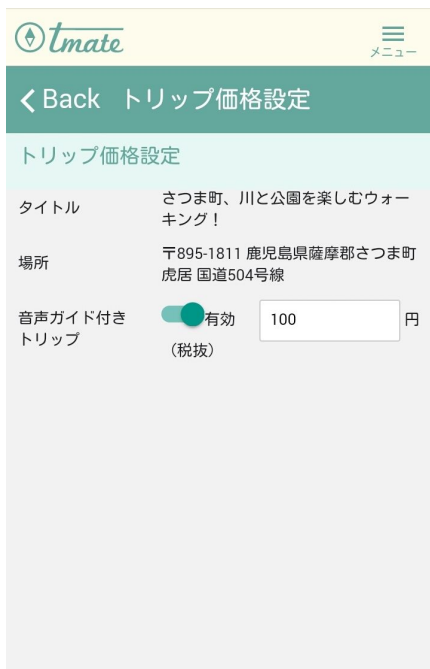 tmate
メニュー
Back トリップ価格設定
トリップ価格設定
タイトル
さつま町、川と公園を楽しむウォー
キング！
場所
〒895-1811 鹿児島県薩摩郡さつま町
虎居 国道504号線
音声ガイド付き
トリップ
有効
100
円
（税抜）